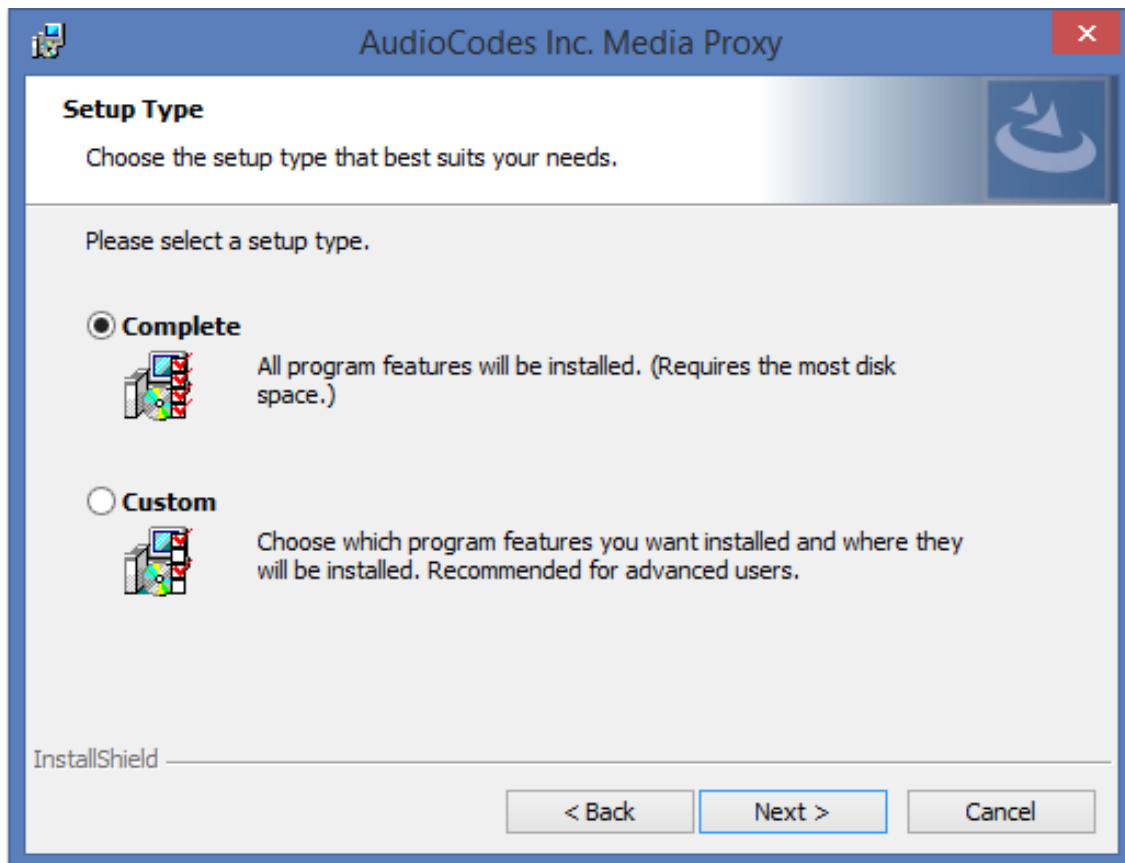 AudioCodes Inc. Media Proxy
Setup Type
Choose the setup type that best suits your needs.
Please select a setup type.
Complete
All program features will be installed. (Requires the most disk
space.)
Custom
Choose which program features you want installed and where they
will be installed. Recommended for advanced users.
InstallShield
< Back Next > Cancel